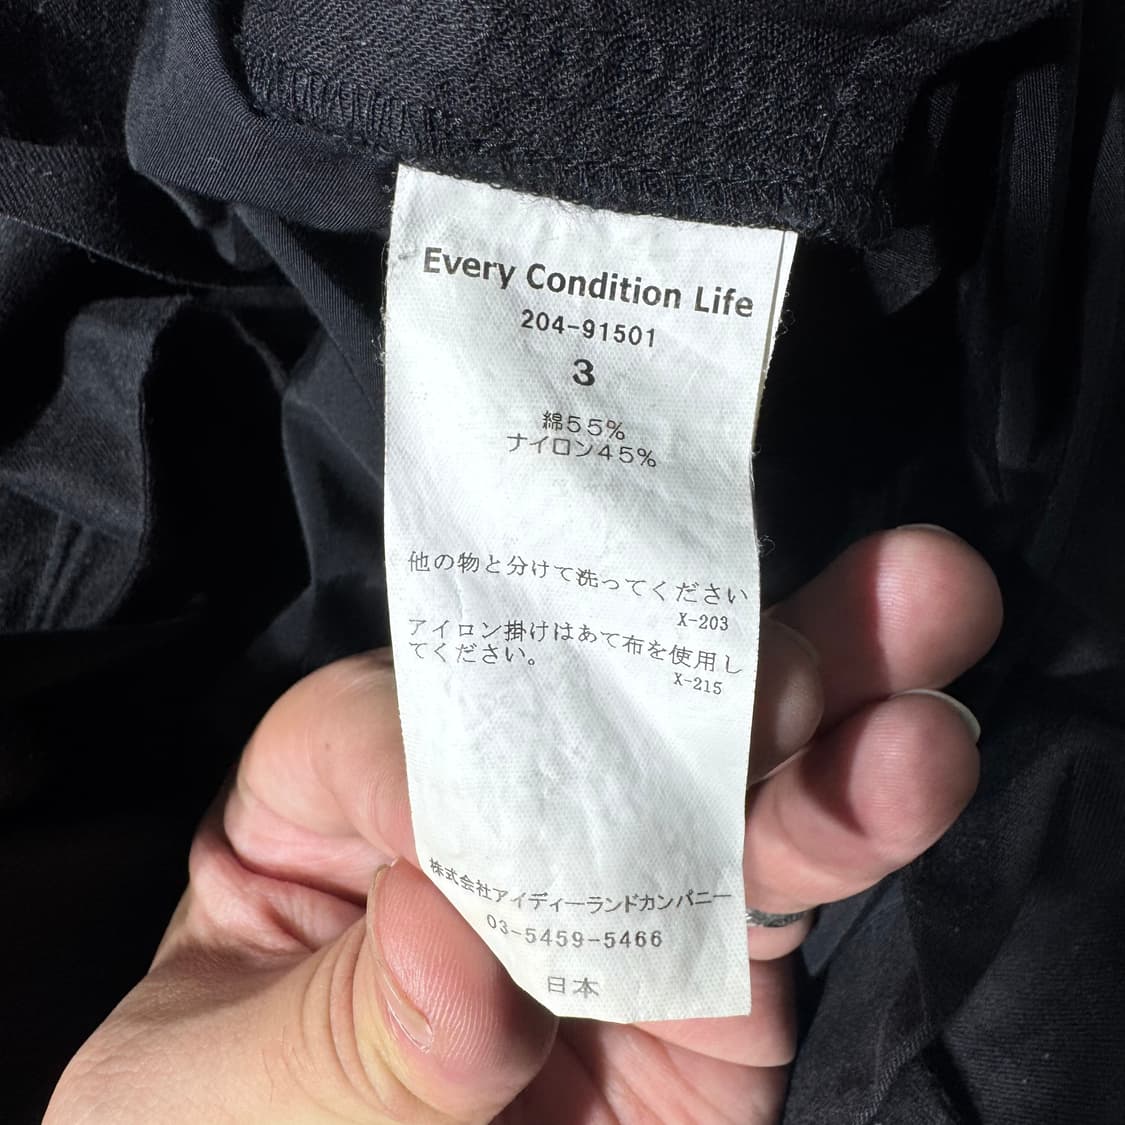 Every Condition Life
204-91501
3
綿55%
ナイロン45%
他の物と分けて洗ってください
X-203
アイロン掛けはあて布を使用し
てください。
X-215
株式会社アイディーランドカンパニー
03-5459-5466
日本